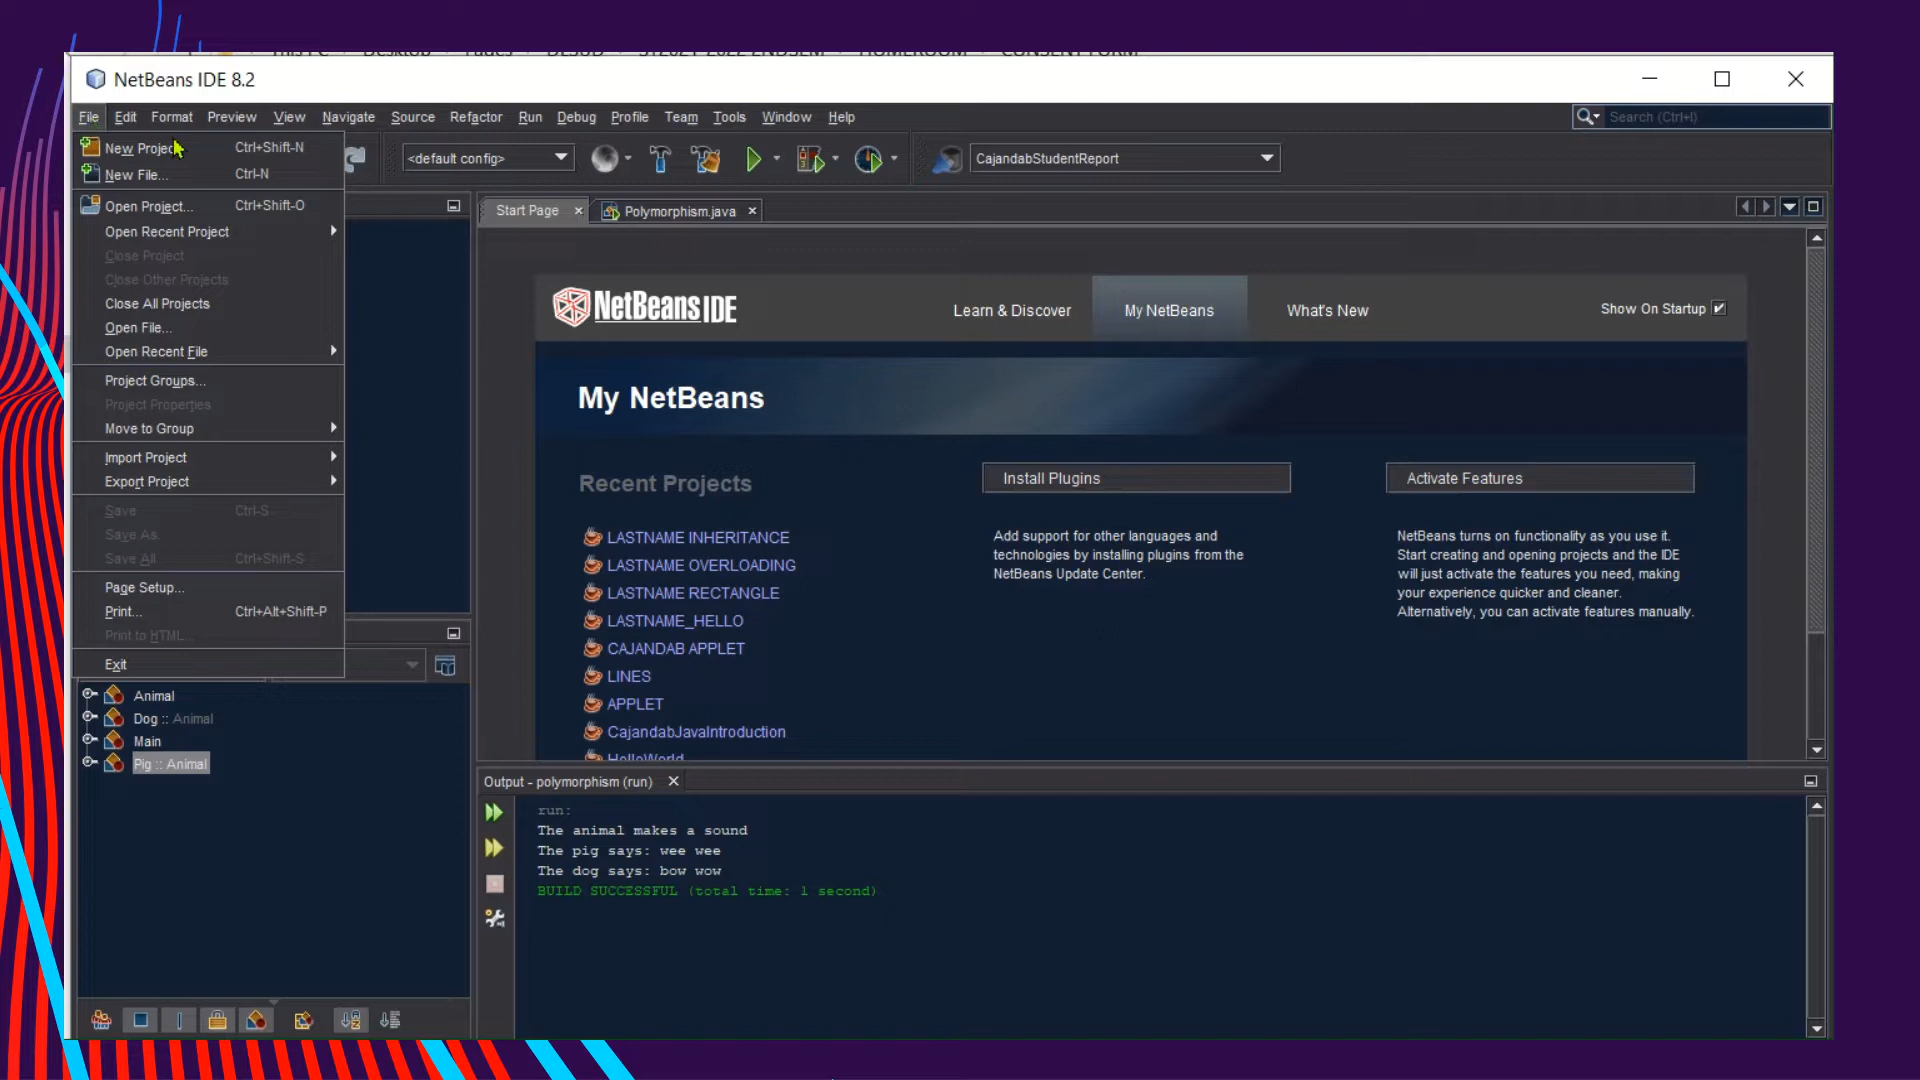 NetBeans IDE 8.2
File Edit Format Preview View Navigate Source Refactor Run Debug Profile Team Tools Window Help
Search (Ctrl+I)
New Projec Ctrl+Shift-N
New File... Ctrl-N
Open Project... Ctrl+Shift-O
Open Recent Project
Close Project
Close Other Projects
Close All Projects
Open File...
Open Recent File
Project Groups...
Project Properties
Move to Group
Import Project
Export Project
Save Ctrl-S
Save As.
Save All Ctrl+Shift-S
Page Setup...
Print... Ctrl+Alt+Shift-P
Print to HTML...
Exit
<default config>
CajandabStudentReport
Start Page
Polymorphism.java
NetBeans IDE
Learn & Discover
My NetBeans
What's New
Show On Startup
My NetBeans
Recent Projects
LASTNAME INHERITANCE
LASTNAME OVERLOADING
LASTNAME RECTANGLE
LASTNAME_HELLO
CAJANDAB APPLET
LINES
APPLET
CajandabJavaIntroduction
HelloWorld
Install Plugins
Add support for other languages and
technologies by installing plugins from the
NetBeans Update Center.
Activate Features
NetBeans turns on functionality as you use it.
Start creating and opening projects and the IDE
will just activate the features you need, making
your experience quicker and cleaner.
Alternatively, you can activate features manually.
Animal
Dog :: Animal
Main
Pig :: Animal
Output - polymorphism (run)
run:
The animal makes a sound
The pig says: wee wee
The dog says: bow wow
BUILD SUCCESSFUL (total time: 1 second)